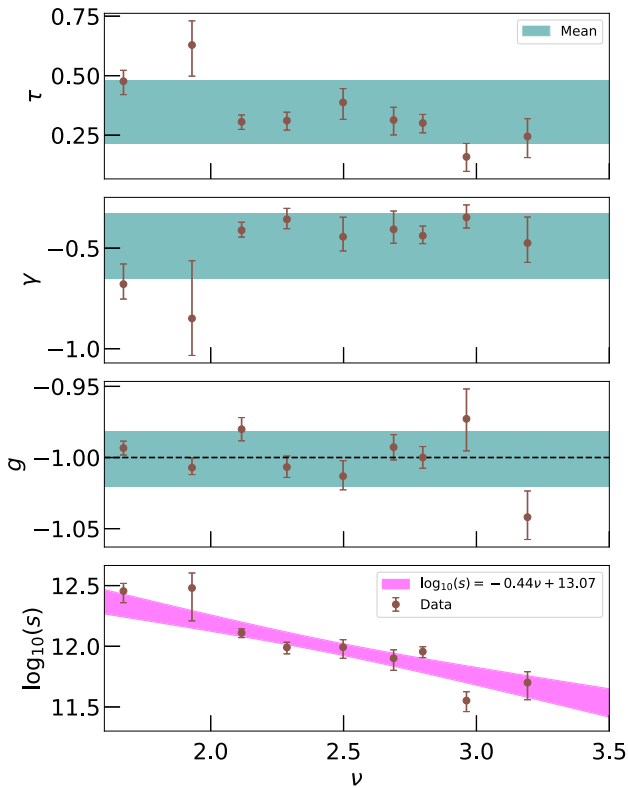 0.75
0.50
0.25
τ
Mean
−0.5
−1.0
γ
−0.95
−1.00
−1.05
g
12.5
12.0
11.5
log₁₀(s)
log₁₀(s) = − 0.44ν + 13.07
Data
2.0 2.5 3.0 3.5
ν